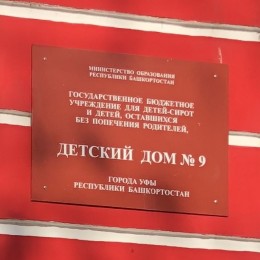 МИНИСТЕРСТВО ОБРАЗОВАНИЯ
РЕСПУБЛИКИ БАШКОРТОСТАН
ГОСУДАРСТВЕННОЕ БЮДЖЕТНОЕ
УЧРЕЖДЕНИЕ ДЛЯ ДЕТЕЙ-СИРОТ
И ДЕТЕЙ, ОСТАВШИХСЯ
БЕЗ ПОПЕЧЕНИЯ РОДИТЕЛЕЙ,
ДЕТСКИЙ ДОМ № 9
ГОРОДА УФЫ
РЕСПУБЛИКИ БАШКОРТОСТАН